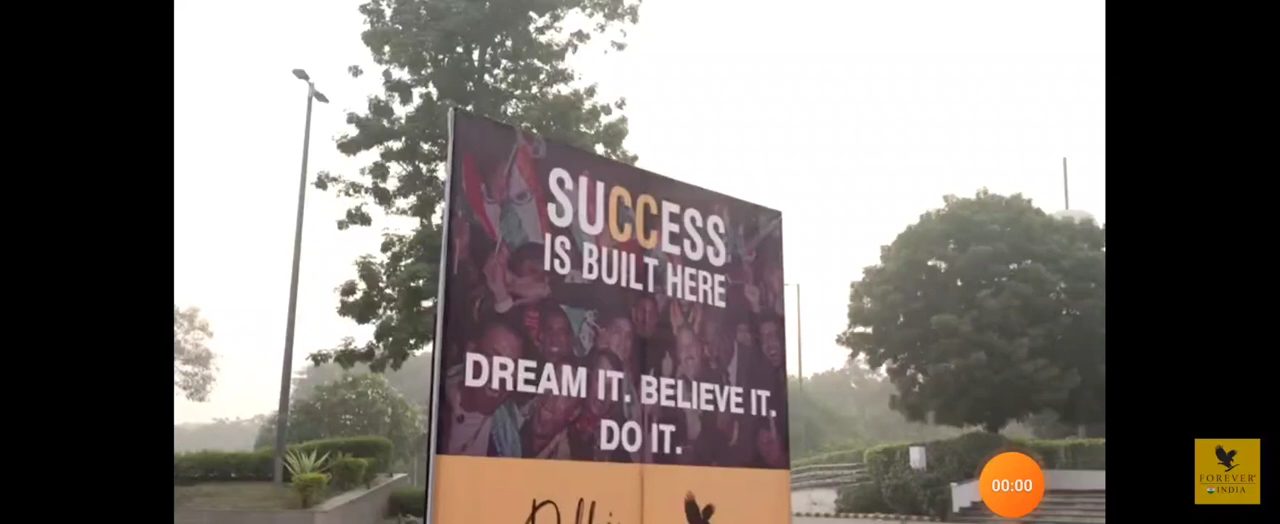 SUCCESS
IS BUILT HERE
DREAM IT. BELIEVE IT.
DO IT.
00:00
FOREVER
INDIA